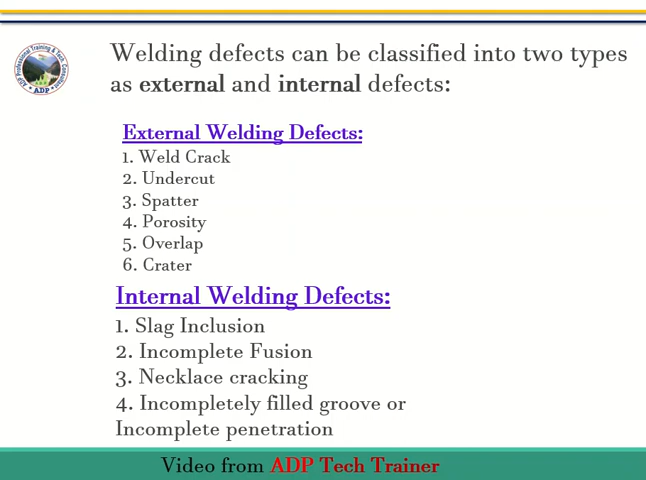 Welding defects can be classified into two types
as external and internal defects:
ADP
External Welding Defects:
1. Weld Crack
2. Undercut
3. Spatter
4. Porosity
5. Overlap
6. Crater
Internal Welding Defects:
1. Slag Inclusion
2. Incomplete Fusion
3. Necklace cracking
4. Incompletely filled groove or
Incomplete penetration
Video from ADP Tech Trainer